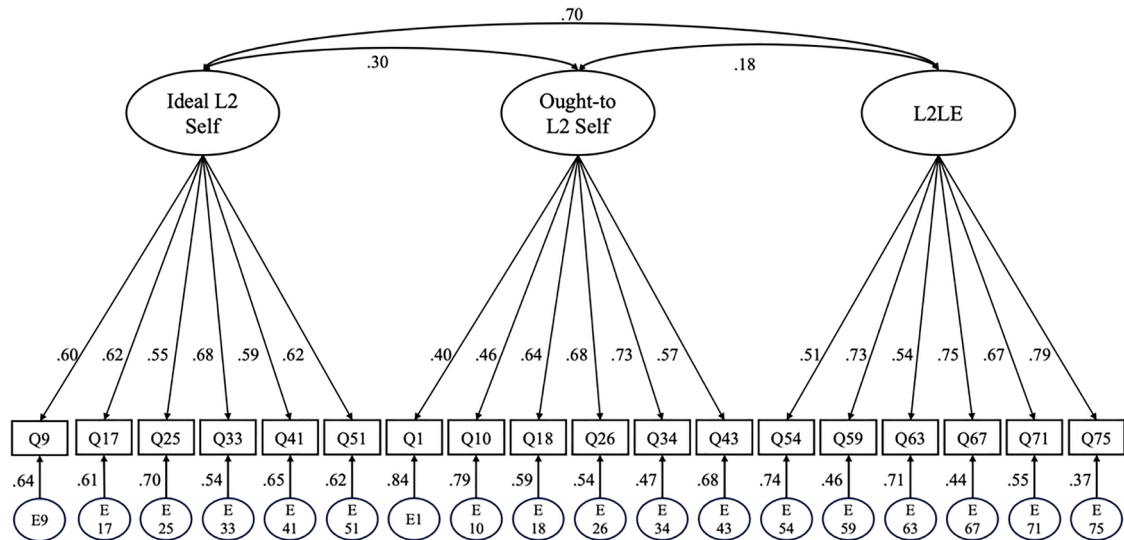 .70
.30
.18
Ideal L2
Self
Ought-to
L2 Self
L2LE
.60 .62 .55 .68 .59 .62 .40 .46 .64 .68 .73 .57 .51 .73 .54 .75 .67 .79
Q9 Q17 Q25 Q33 Q41 Q51 Q1 Q10 Q18 Q26 Q34 Q43 Q54 Q59 Q63 Q67 Q71 Q75
.64 .61 .70 .54 .65 .62 .84 .79 .59 .54 .47 .68 .74 .46 .71 .44 .55 .37
E9
E
17
E
25
E
33
E
41
E
51
E1
E
10
E
18
E
26
E
34
E
43
E
54
E
59
E
63
E
67
E
71
E
75